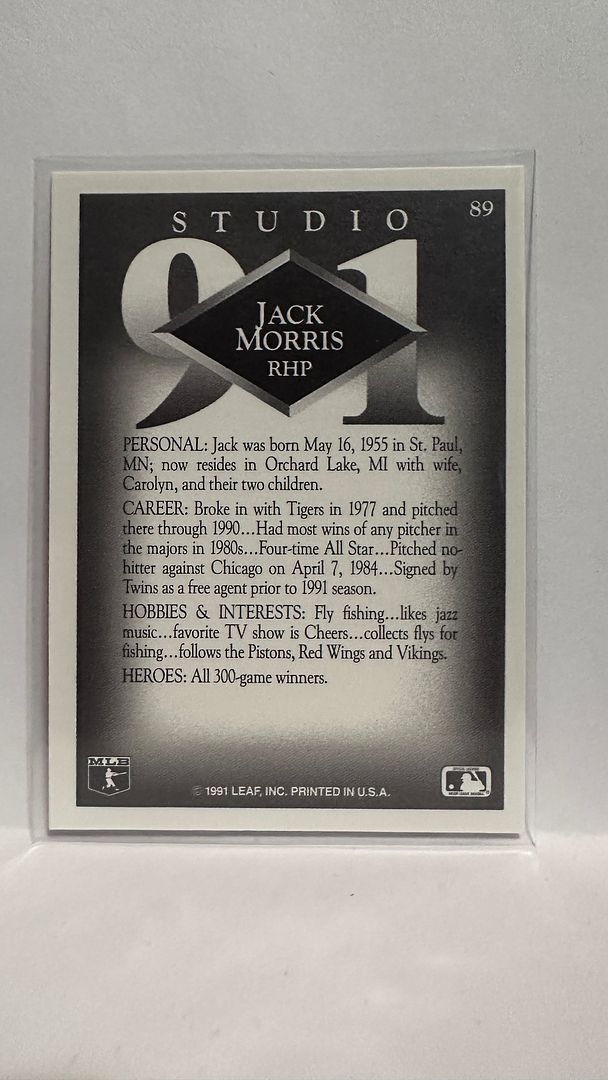 STUDIO
89
91
JACK
MORRIS
RHP
PERSONAL: Jack was born May 16, 1955 in St. Paul,
MN; now resides in Orchard Lake, MI with wife,
Carolyn, and their two children.
CAREER: Broke in with Tigers in 1977 and pitched
there through 1990...Had most wins of any pitcher in
the majors in 1980s...Four-time All Star...Pitched no-
hitter against Chicago on April 7, 1984...Signed by
Twins as a free agent prior to 1991 season.
HOBBIES & INTERESTS: Fly fishing...likes jazz
music...favorite TV show is Cheers...collects flys for
fishing...follows the Pistons, Red Wings and Vikings.
HEROES: All 300-game winners.
MLB
© 1991 LEAF, INC. PRINTED IN U.S.A.